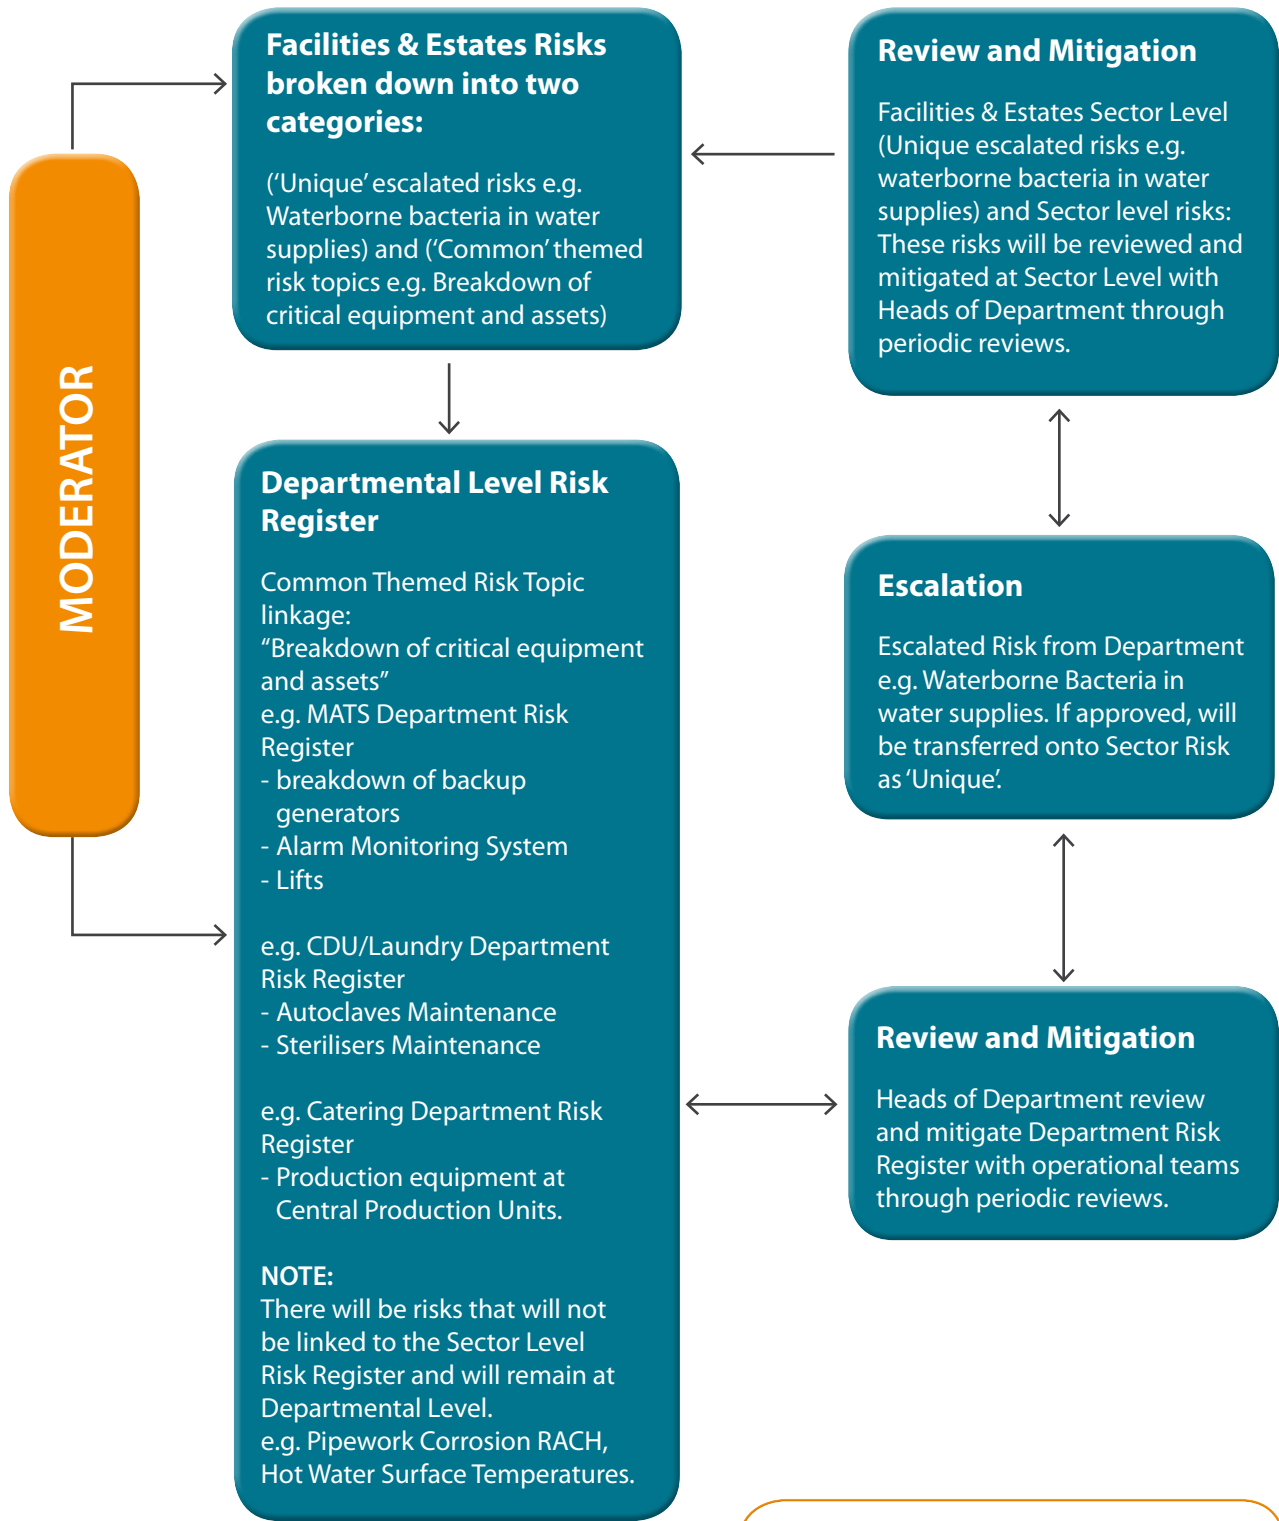 MODERATOR
Facilities & Estates Risks
broken down into two
categories:
(‘Unique’ escalated risks e.g.
Waterborne bacteria in water
supplies) and (‘Common’ themed
risk topics e.g. Breakdown of
critical equipment and assets)
Departmental Level Risk
Register
Common Themed Risk Topic
linkage:
“Breakdown of critical equipment
and assets”
e.g. MATS Department Risk
Register
- breakdown of backup
generators
- Alarm Monitoring System
- Lifts
e.g. CDU/Laundry Department
Risk Register
- Autoclaves Maintenance
- Sterilisers Maintenance
e.g. Catering Department Risk
Register
- Production equipment at
Central Production Units.
NOTE:
There will be risks that will not
be linked to the Sector Level
Risk Register and will remain at
Departmental Level.
e.g. Pipework Corrosion RACH,
Hot Water Surface Temperatures.
Review and Mitigation
Facilities & Estates Sector Level
(Unique escalated risks e.g.
waterborne bacteria in water
supplies) and Sector level risks:
These risks will be reviewed and
mitigated at Sector Level with
Heads of Department through
periodic reviews.
Escalation
Escalated Risk from Department
e.g. Waterborne Bacteria in
water supplies. If approved, will
be transferred onto Sector Risk
as ‘Unique’.
Review and Mitigation
Heads of Department review
and mitigate Department Risk
Register with operational teams
through periodic reviews.